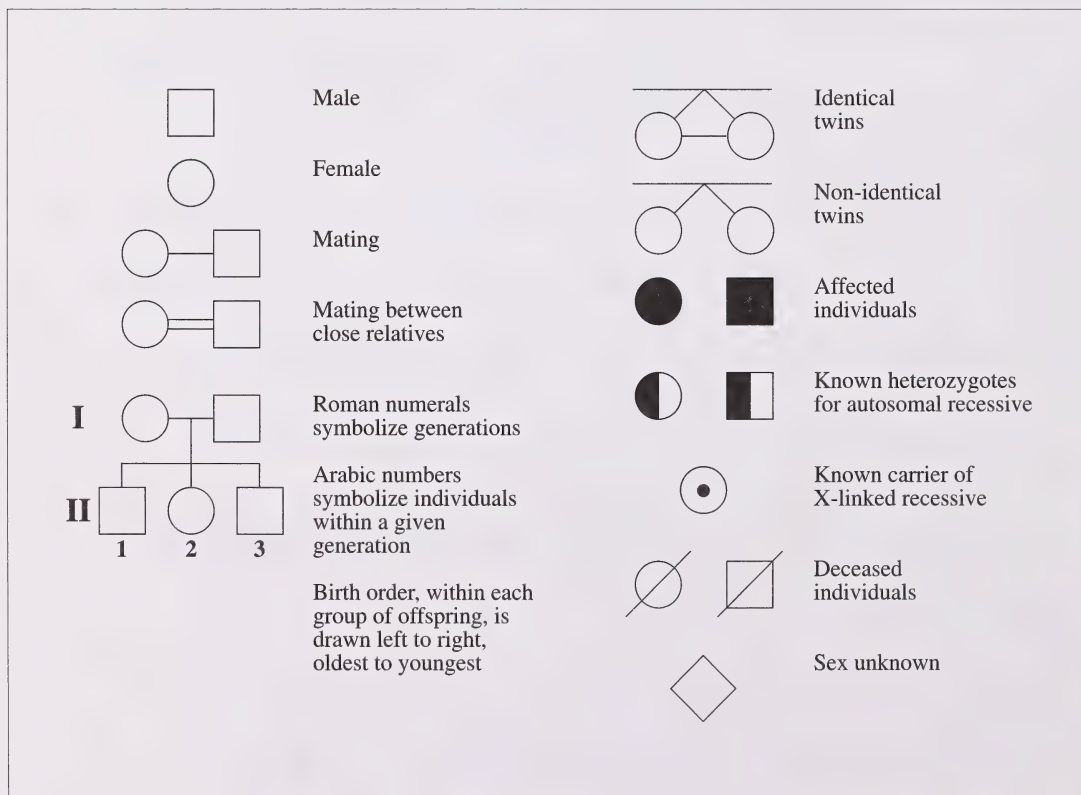 Male
Female
Mating
Mating between
close relatives
I
Roman numerals
symbolize generations
II
1 2 3
Arabic numbers
symbolize individuals
within a given
generation
Birth order, within each
group of offspring, is
drawn left to right,
oldest to youngest
Identical
twins
Non-identical
twins
Affected
individuals
Known heterozygotes
for autosomal recessive
Known carrier of
X-linked recessive
Deceased
individuals
Sex unknown